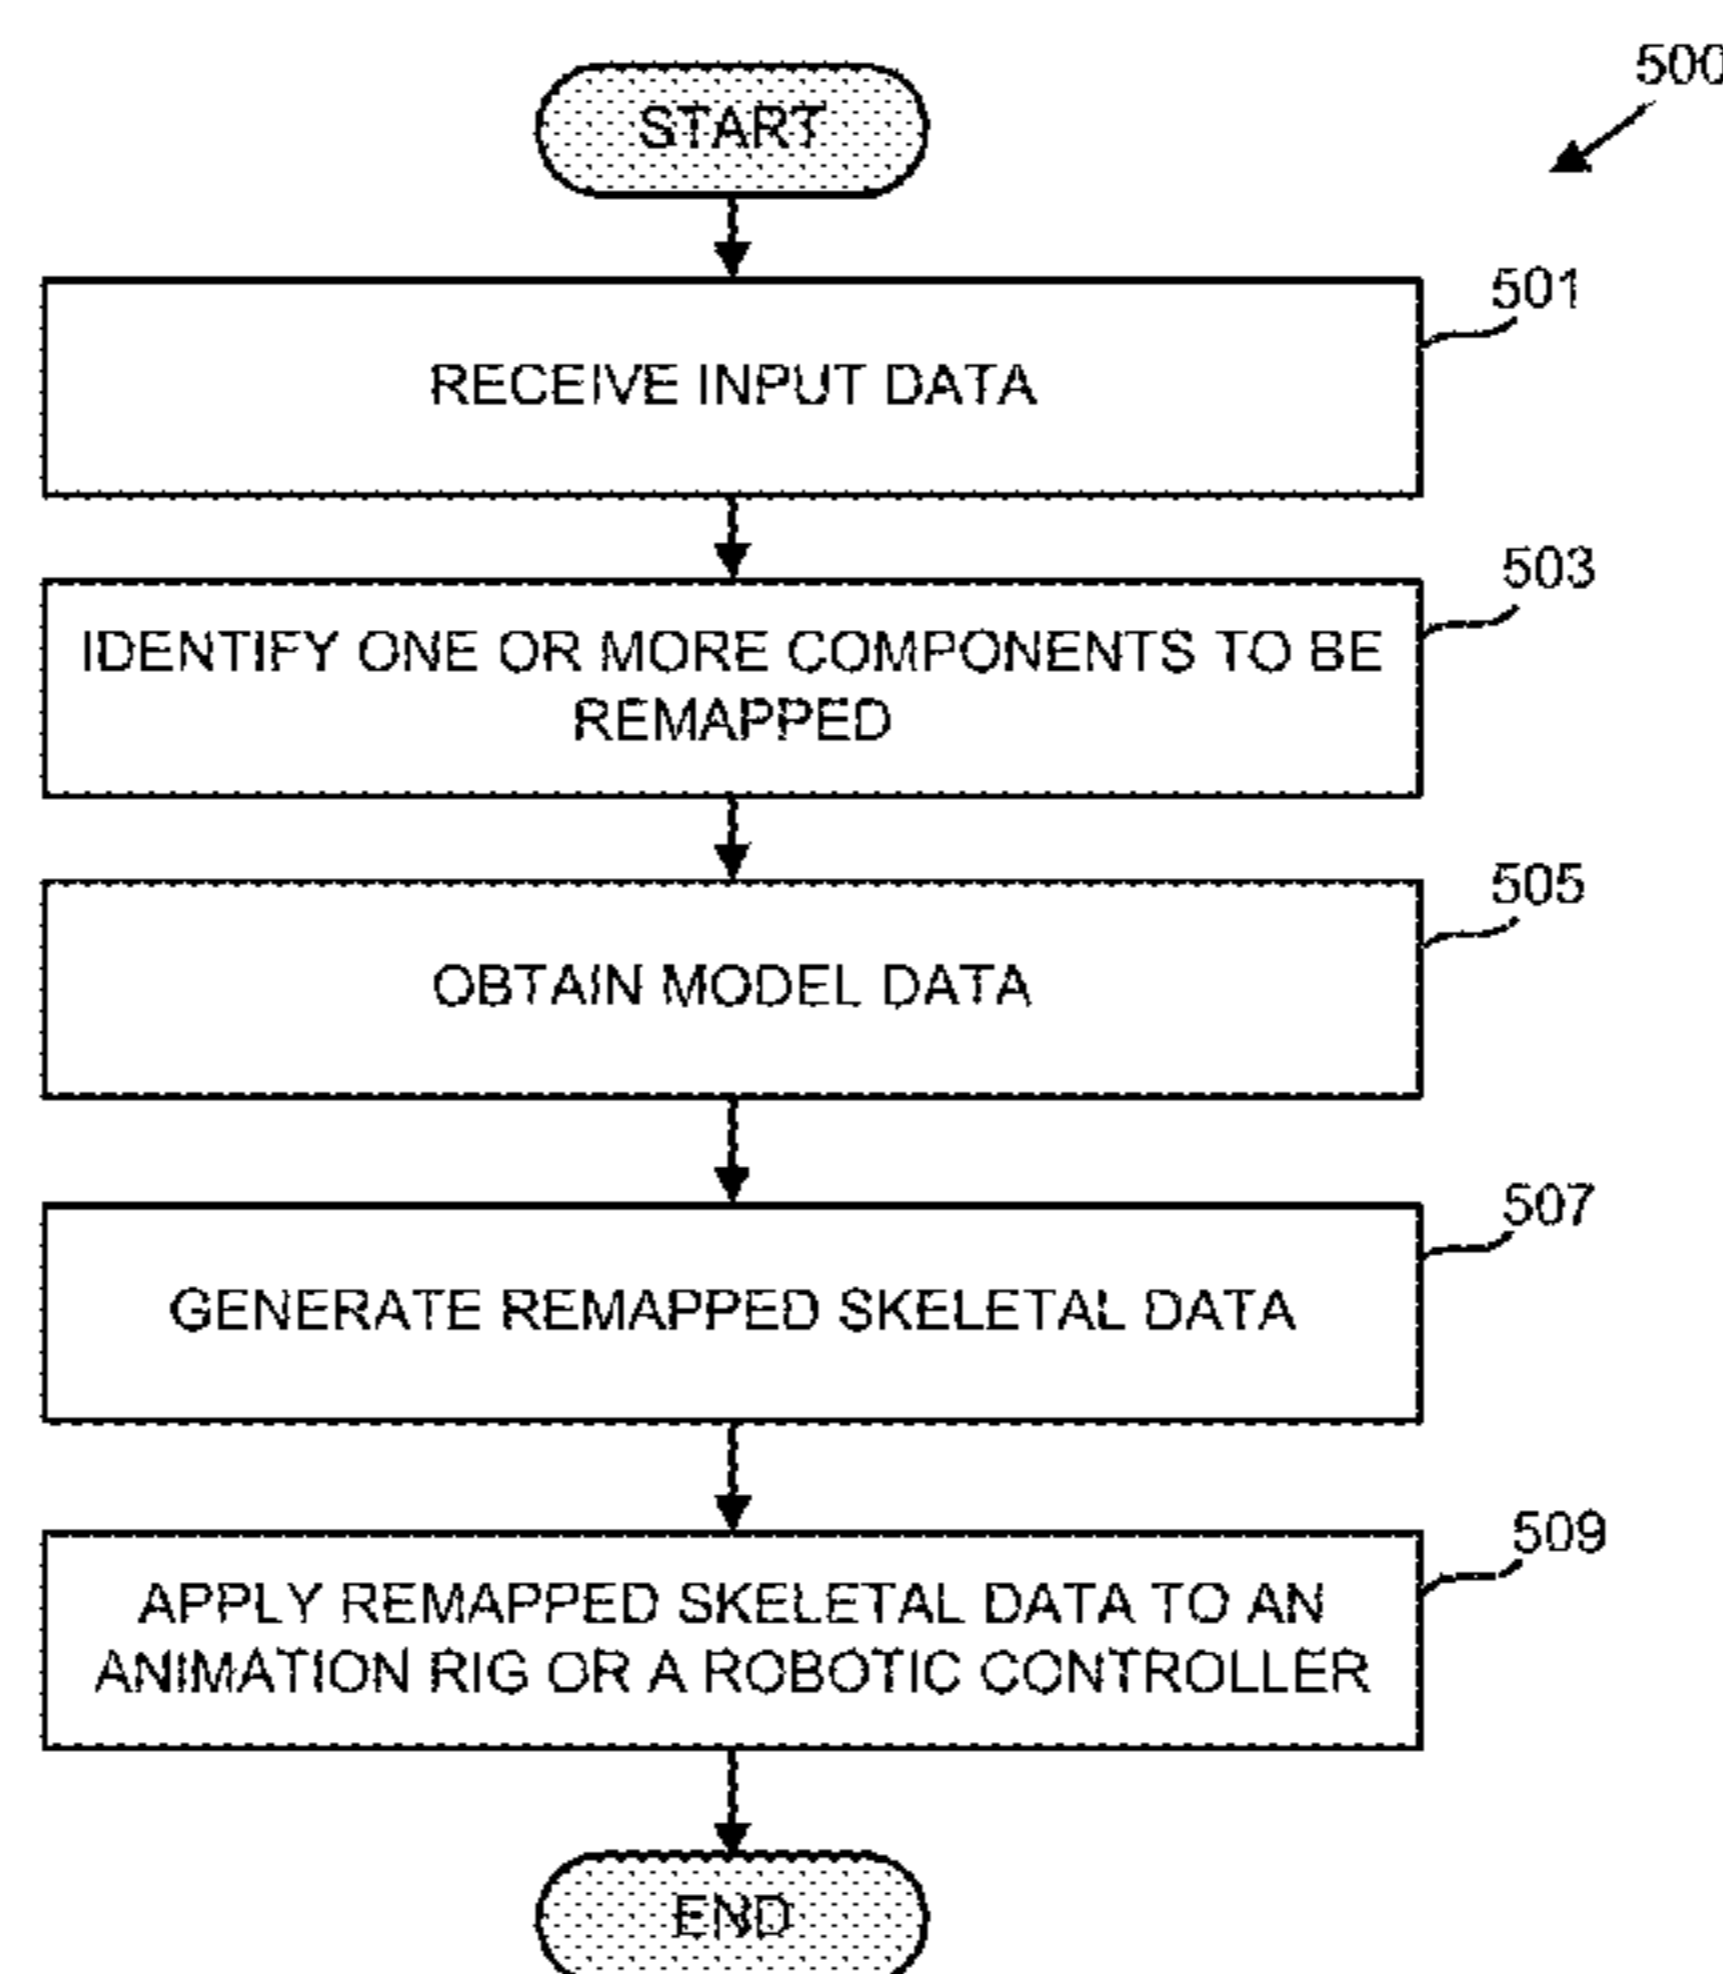 START
500
501
RECEIVE INPUT DATA
503
IDENTIFY ONE OR MORE COMPONENTS TO BE
REMAPPED
505
OBTAIN MODEL DATA
507
GENERATE REMAPPED SKELETAL DATA
509
APPLY REMAPPED SKELETAL DATA TO AN
ANIMATION RIG OR A ROBOTIC CONTROLLER
END